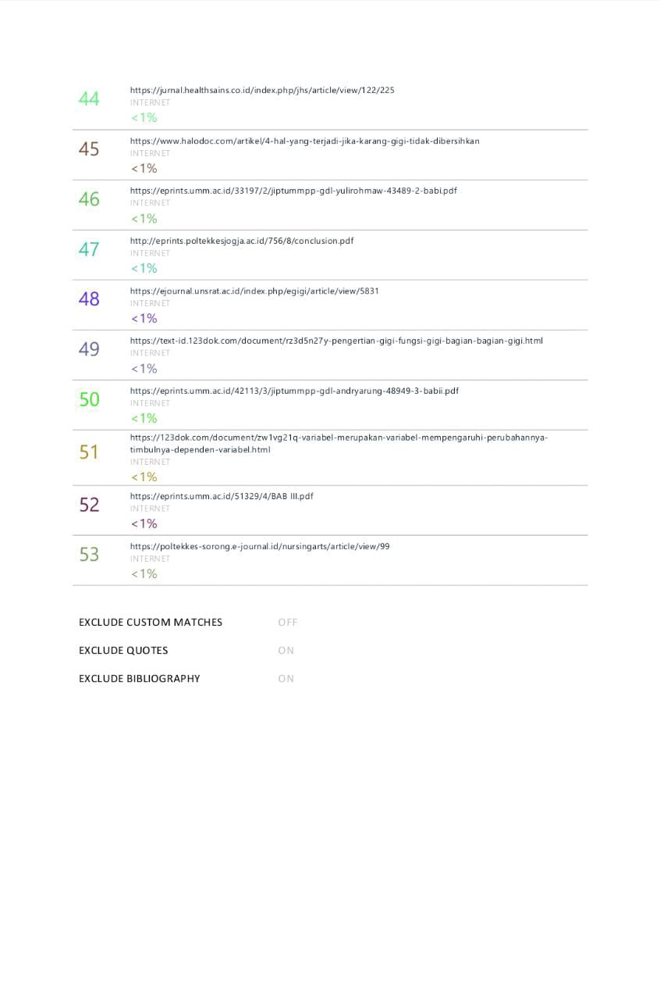 44
https://jurnal.healthsains.co.id/index.php/jhs/article/view/122/225
INTERNET
<1%
45
https://www.halodoc.com/artikel/4-hal-yang-terjadi-jika-karang-gigi-tidak-dibersihkan
INTERNET
<1%
46
https://eprints.umm.ac.id/33197/2/jiptummpp-gdl-yulirohmaw-43489-2-babi.pdf
INTERNET
<1%
47
http://eprints.poltekkesjogja.ac.id/756/8/conclusion.pdf
INTERNET
<1%
48
https://ejournal.unsrat.ac.id/index.php/egigi/article/view/5831
INTERNET
<1%
49
https://text-id.123dok.com/document/rz3d5n27y-pengertian-gigi-fungsi-gigi-bagian-bagian-gigi.html
INTERNET
<1%
50
https://eprints.umm.ac.id/42113/3/jiptummpp-gdl-andryarung-48949-3-babii.pdf
INTERNET
<1%
51
https://123dok.com/document/zw1vg21q-variabel-merupakan-variabel-mempengaruhi-perubahannya-
timbulnya-dependen-variabel.html
INTERNET
<1%
52
https://eprints.umm.ac.id/51329/4/BAB III.pdf
INTERNET
<1%
53
https://poltekkes-sorong.e-journal.id/nursingarts/article/view/99
INTERNET
<1%
EXCLUDE CUSTOM MATCHES OFF
EXCLUDE QUOTES ON
EXCLUDE BIBLIOGRAPHY ON